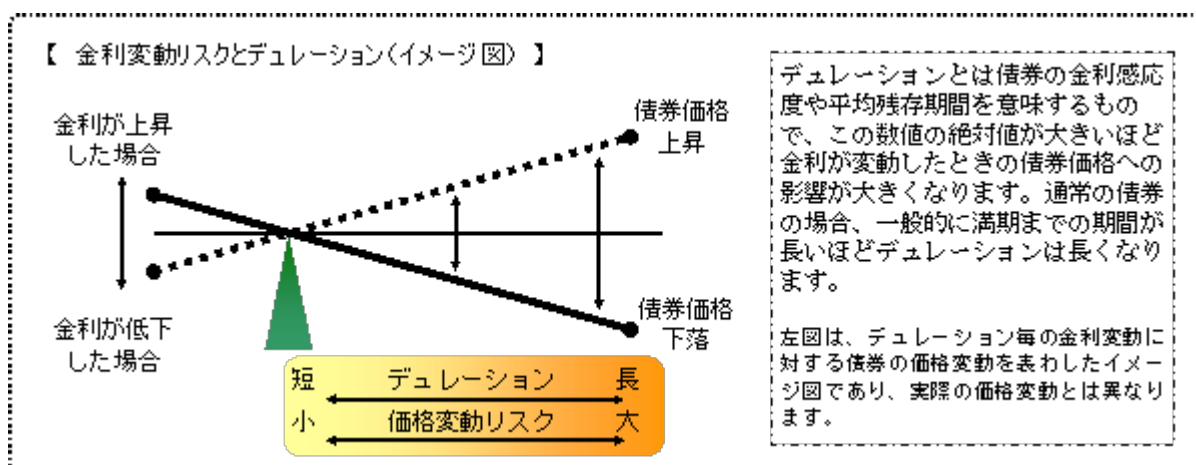 【 金利変動リスクとデュレーション(イメージ図) 】
金利が上昇
した場合
債券価格
上昇
金利が低下
した場合
債券価格
下落
短 デュレーション 長
小 価格変動リスク 大
デュレーションとは債券の金利感応
度や平均残存期間を意味するもの
で、この数値の絶対値が大きいほど
金利が変動したときの債券価格への
影響が大きくなります。通常の債券
の場合、一般的に満期までの期間が
長いほどデュレーションは長くなり
ます。
左図は、デュレーション毎の金利変動に
対する債券の価格変動を表わしたイメー
ジ図であり、実際の価格変動とは異なり
ます。